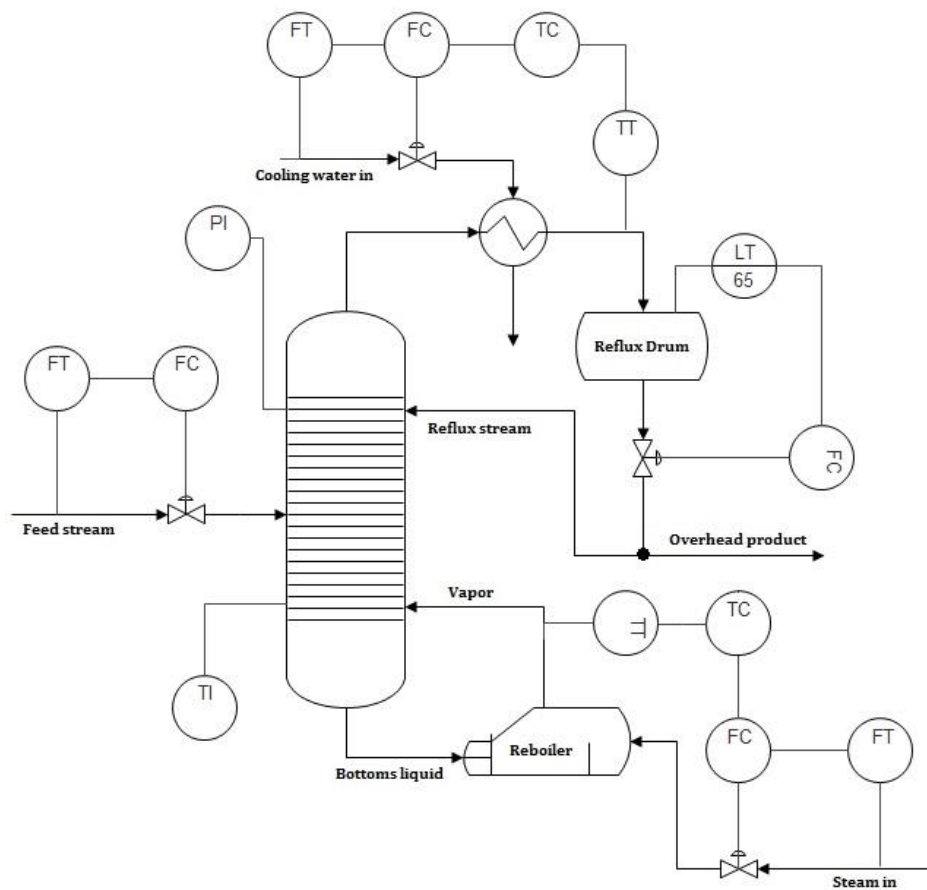 FT
FC
TC
TT
Cooling water in
PI
LT
65
Reflux Drum
FT
FC
Reflux stream
FC
Feed stream
Overhead product
Vapor
TT
TC
TI
Reboiler
FC
FT
Bottoms liquid
Steam in